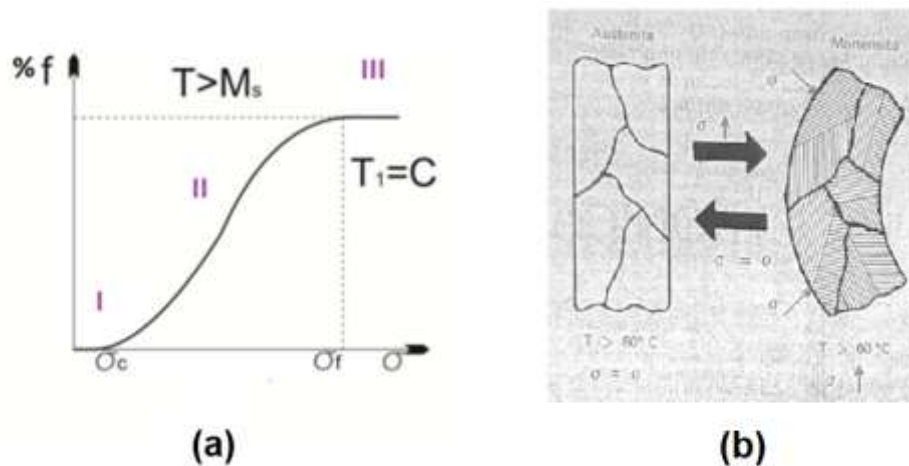 % f
T>Mₛ
III
II
T₁=C
I
σc
σf
σ
(a)
Austenita
Martensita
σ
σ ↑
σ = 0
σ
T > 60° C
σ = 0
T > 60 °C
σ ↑
(b)